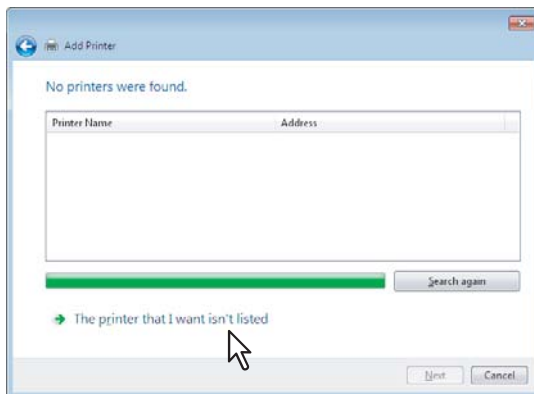 Add Printer
No printers were found.
Printer Name Address
Search again
The printer that I want isn't listed
Next Cancel